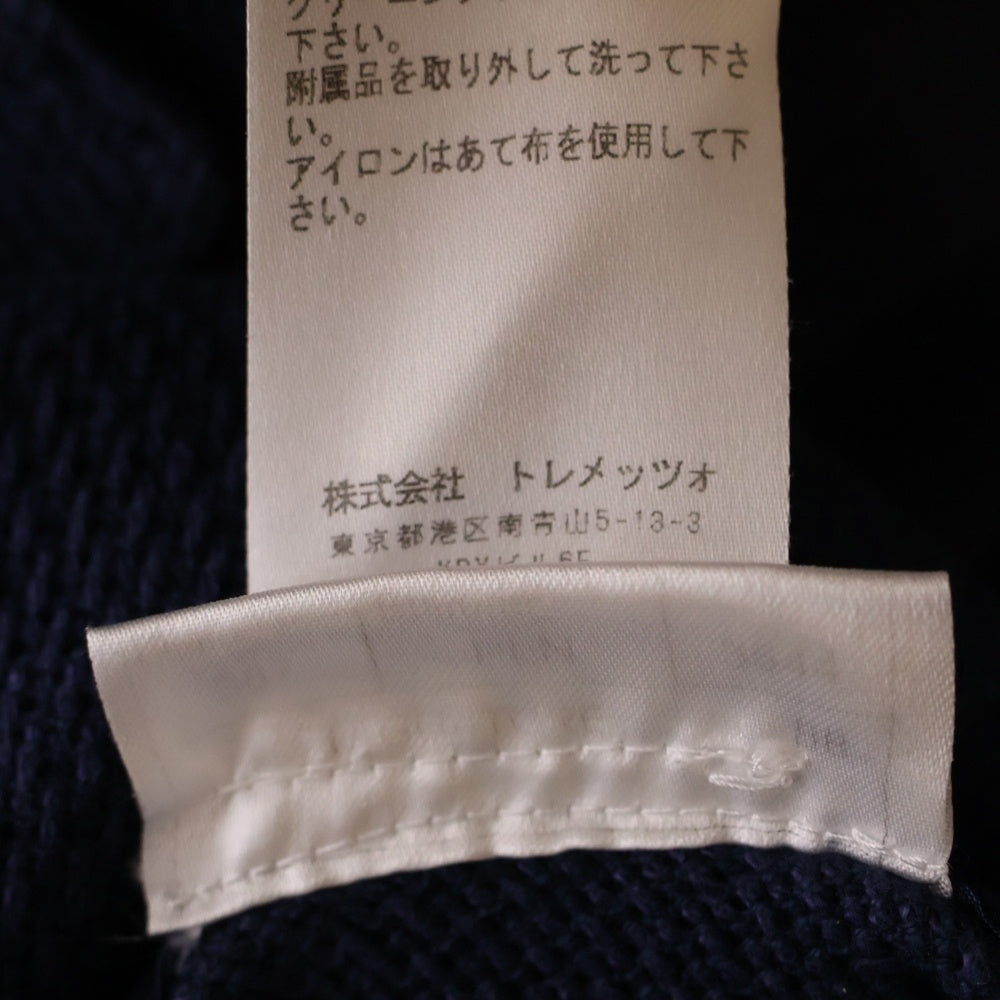 下さい。
附属品を取り外して洗って下さ
い。
アイロンはあて布を使用して下
さい。
株式会社 トレメッツォ
東京都港区南青山5-13-3